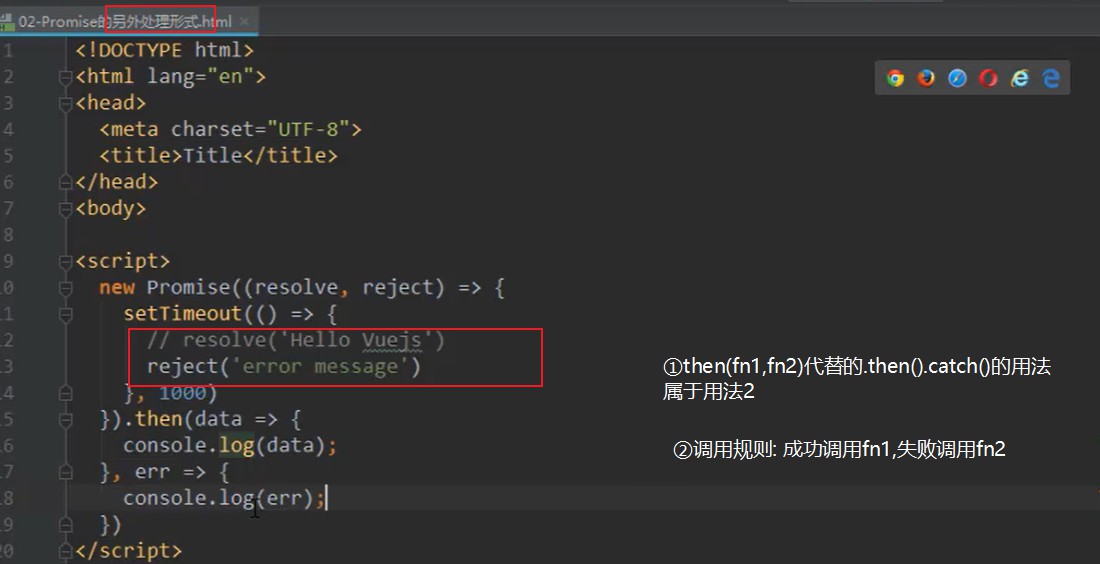 02-Promise的另外处理形式.html ×
1 <!DOCTYPE html>
2 <html lang="en">
3 <head>
4 <meta charset="UTF-8">
5 <title>Title</title>
6 </head>
7 <body>
8
9 <script>
10 new Promise((resolve, reject) => {
11 setTimeout(() => {
12 // resolve('Hello Vuejs')
13 reject('error message')
①then(fn1,fn2)代替的.then().catch()的用法
属于用法2
14 }, 1000)
15 }).then(data => {
16 console.log(data);
②调用规则: 成功调用fn1,失败调用fn2
17 }, err => {
18 console.log(err);
19 })
20 </script>